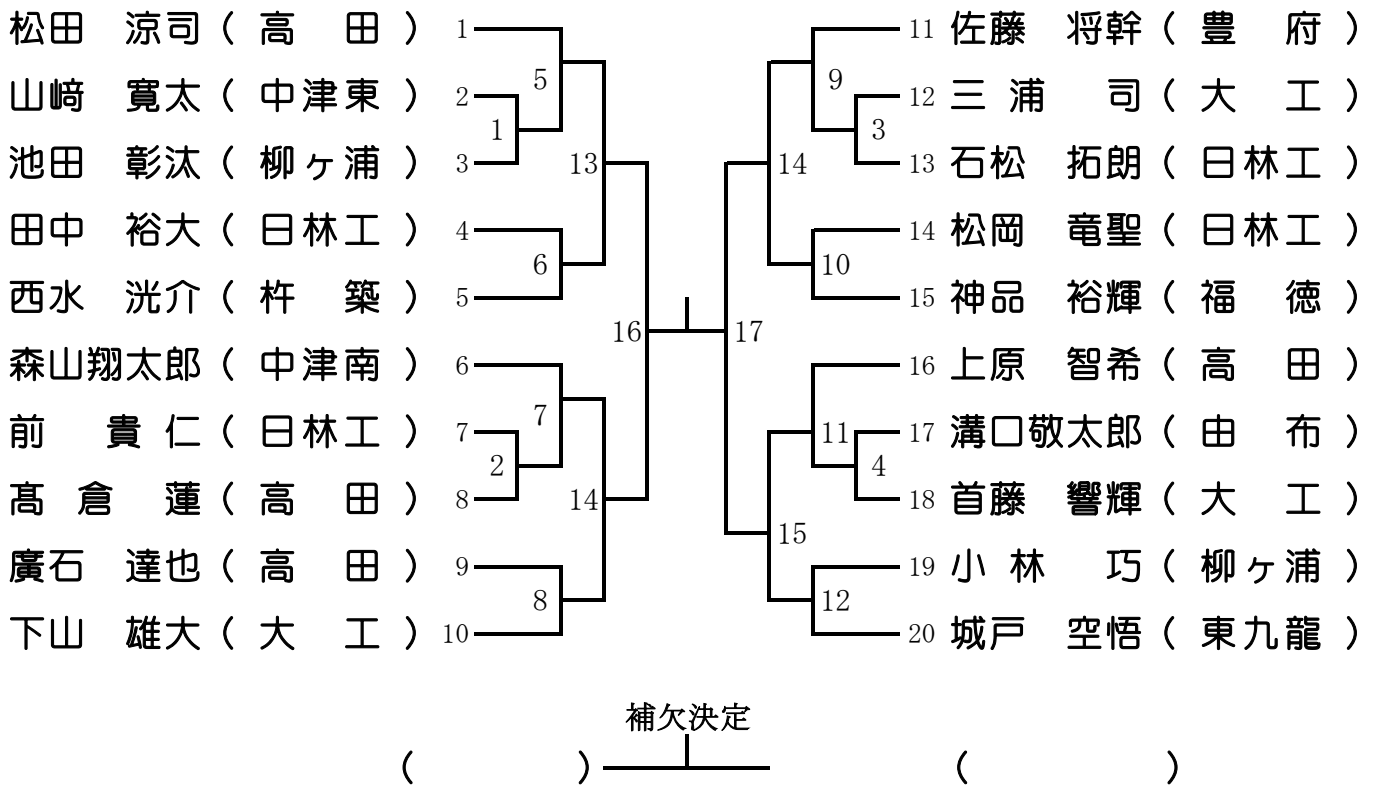 松田 涼司 ( 高 田 ) 1
山﨑 寛太 ( 中津東 ) 2
池田 彰汰 ( 柳ヶ浦 ) 3
田中 裕大 ( 日林工 ) 4
西水 洸介 ( 杵 築 ) 5
森山翔太郎 ( 中津南 ) 6
前 貴仁 ( 日林工 ) 7
髙倉 蓮 ( 高 田 ) 8
廣石 達也 ( 高 田 ) 9
下山 雄大 ( 大 工 ) 10
5
1
13
6
16
7
2
14
8
11 佐藤 将幹 ( 豊 府 )
12 三浦 司 ( 大 工 )
13 石松 拓朗 ( 日林工 )
14 松岡 竜聖 ( 日林工 )
15 神品 裕輝 ( 福 徳 )
16 上原 智希 ( 高 田 )
17 溝口敬太郎 ( 由 布 )
18 首藤 響輝 ( 大 工 )
19 小林 巧 ( 柳ヶ浦 )
20 城戸 空悟 ( 東九龍 )
9
3
14
10
17
11
4
15
12
補欠決定
( ) ( )